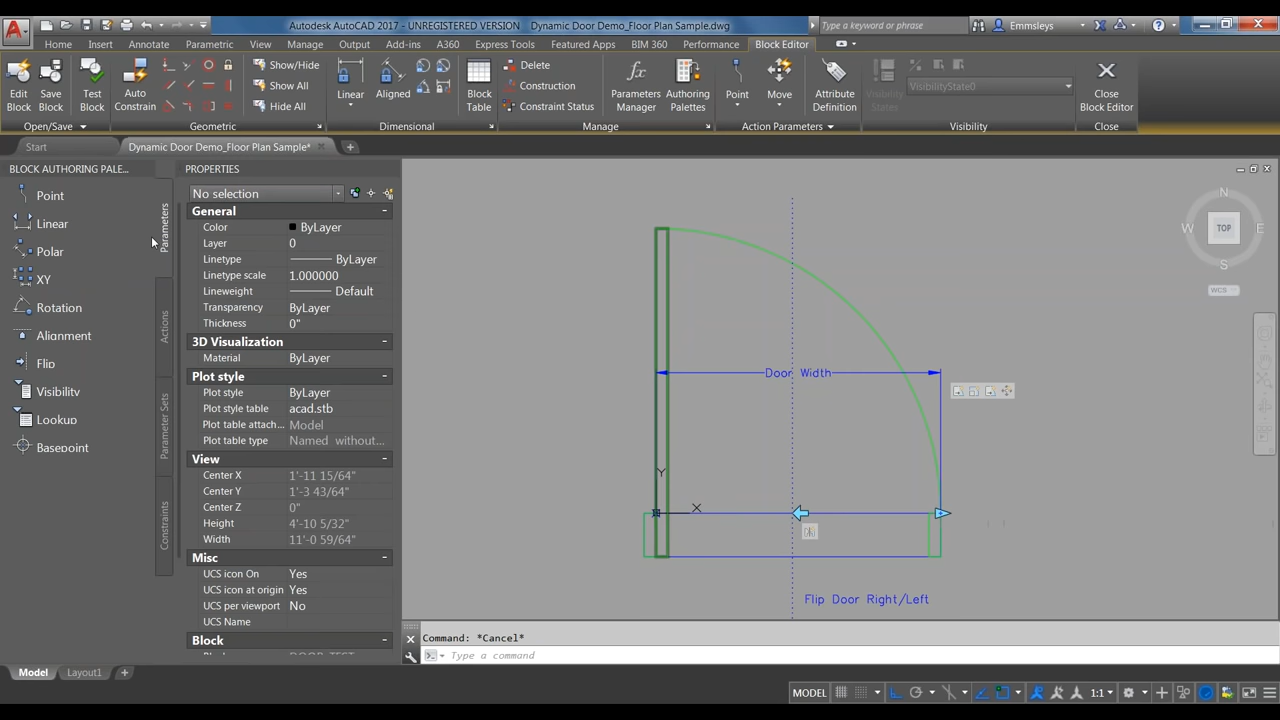 Autodesk AutoCAD 2017 - UNREGISTERED VERSION Dynamic Door Demo_Floor Plan Sample.dwg
Type a keyword or phrase
Emmsleys
Home Insert Annotate Parametric View Manage Output Add-ins A360 Express Tools Featured Apps BIM 360 Performance Block Editor
Edit Block
Save Block
Test Block
Auto Constrain
Show/Hide
Show All
Hide All
Linear
Aligned
Block Table
Delete
Construction
Constraint Status
Parameters Manager
Authoring Palettes
Point
Move
Attribute Definition
Visibility States
VisibilityState0
Close Block Editor
Open/Save Geometric Dimensional Manage Action Parameters Visibility Close
Start Dynamic Door Demo_Floor Plan Sample*
BLOCK AUTHORING PALE...
Point
Linear
Polar
XY
Rotation
Alignment
Flip
Visibility
Lookup
Basepoint
Parameters
Actions
Parameter Sets
Constraints
PROPERTIES
No selection
General
Color ByLayer
Layer 0
Linetype ByLayer
Linetype scale 1.000000
Lineweight Default
Transparency ByLayer
Thickness 0"
3D Visualization
Material ByLayer
Plot style
Plot style ByLayer
Plot style table acad.stb
Plot table attach... Model
Plot table type Named without...
View
Center X 1'-11 15/64"
Center Y 1'-3 43/64"
Center Z 0"
Height 4'-10 5/32"
Width 11'-0 59/64"
Misc
UCS icon On Yes
UCS icon at origin Yes
UCS per viewport No
UCS Name
Block
Door Width
Y
X
Flip Door Right/Left
N
W TOP E
S
WCS
Command: *Cancel*
Type a command
Model Layout1
MODEL
1:1